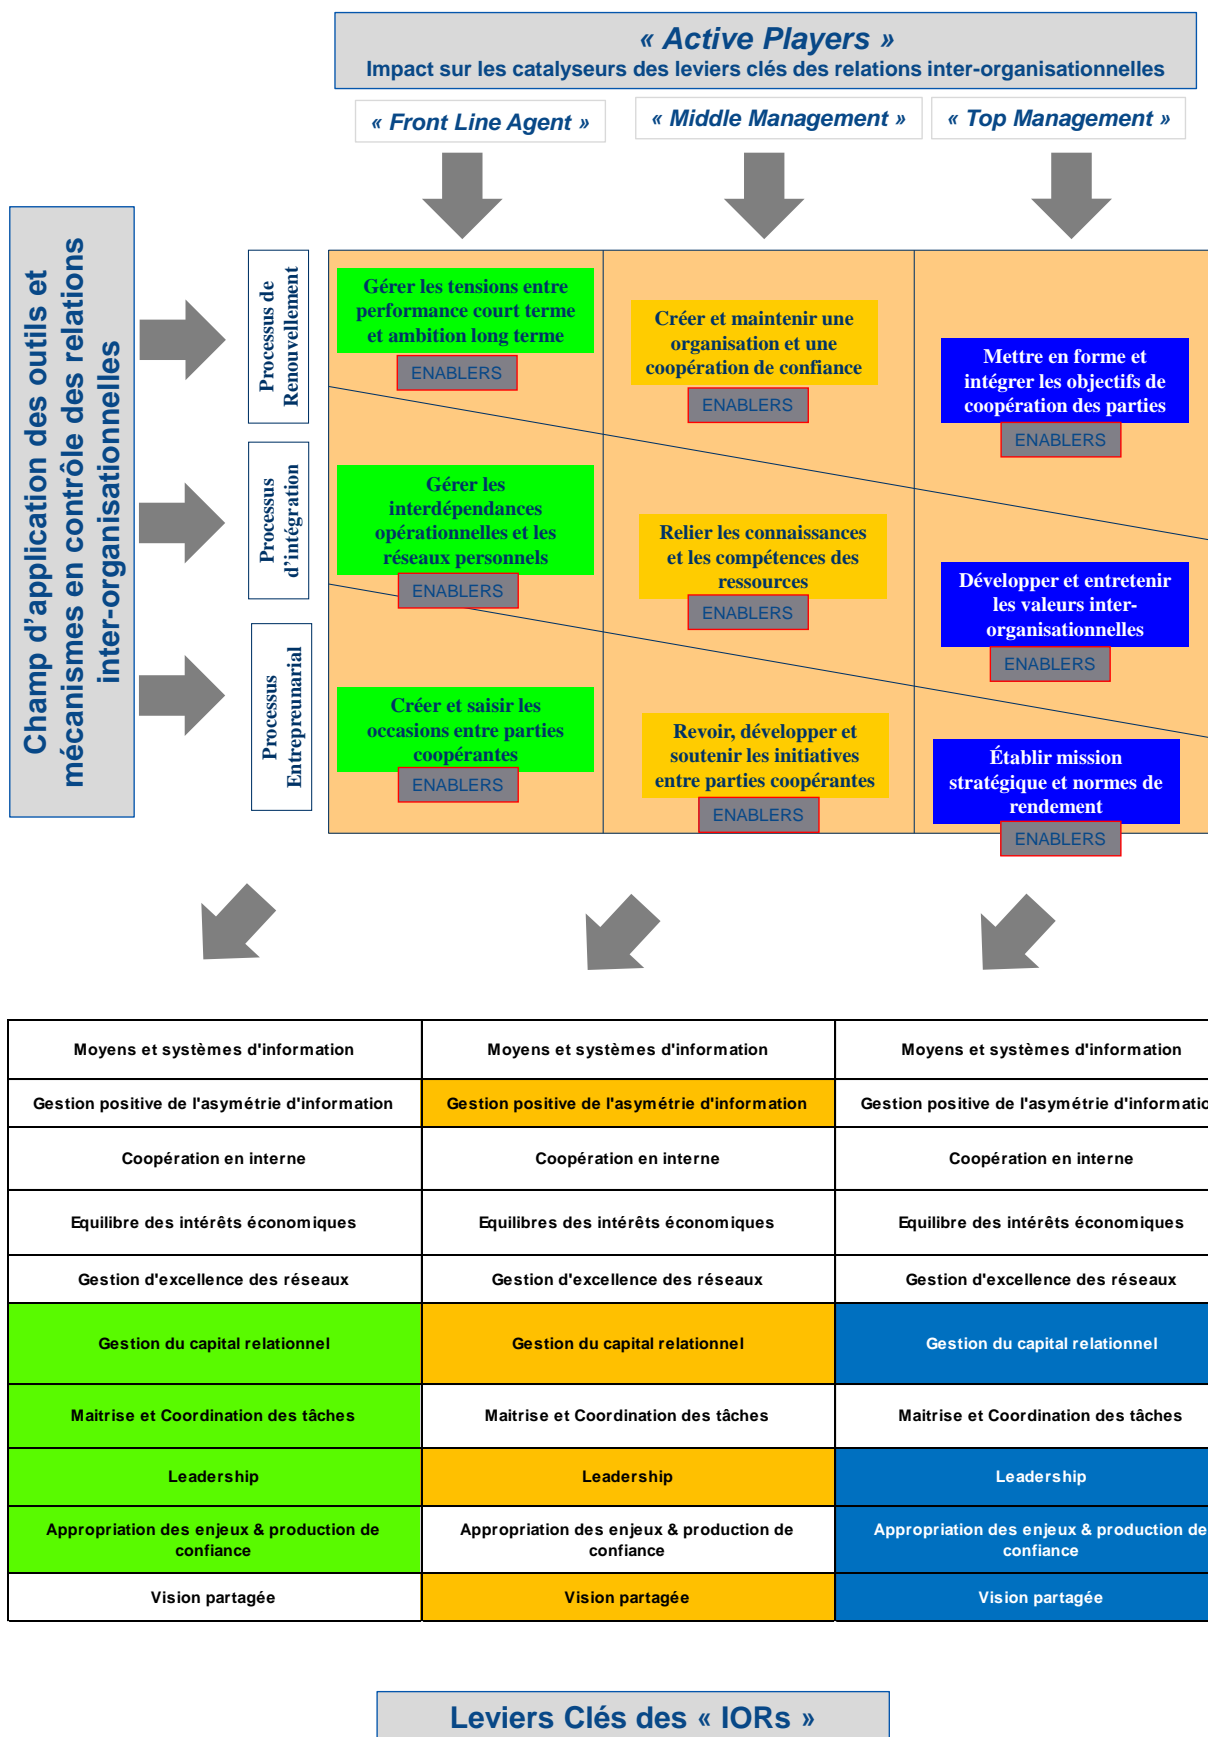 « Active Players »
Impact sur les catalyseurs des leviers clés des relations inter-organisationnelles
« Front Line Agent »
« Middle Management »
« Top Management »
Champ d’application des outils et
mécanismes en contrôle des relations
inter-organisationnelles
Processus de
Renouvellement
Gérer les tensions entre
performance court terme
et ambition long terme
ENABLERS
Créer et maintenir une
organisation et une
coopération de confiance
ENABLERS
Mettre en forme et
intégrer les objectifs de
coopération des parties
ENABLERS
Processus
d’intégration
Gérer les
interdépendances
opérationnelles et les
réseaux personnels
ENABLERS
Relier les connaissances
et les compétences des
ressources
ENABLERS
Développer et entretenir
les valeurs inter-
organisationnelles
ENABLERS
Processus
Entrepreunarial
Créer et saisir les
occasions entre parties
coopérantes
ENABLERS
Revoir, développer et
soutenir les initiatives
entre parties coopérantes
ENABLERS
Établir mission
stratégique et normes de
rendement
ENABLERS
Moyens et systèmes d'information
Moyens et systèmes d'information
Moyens et systèmes d'information
Gestion positive de l'asymétrie d'information
Gestion positive de l'asymétrie d'information
Gestion positive de l'asymétrie d'informatio
Coopération en interne
Coopération en interne
Coopération en interne
Equilibre des intérêts économiques
Equilibres des intérêts économiques
Equilibre des intérêts économiques
Gestion d'excellence des réseaux
Gestion d'excellence des réseaux
Gestion d'excellence des réseaux
Gestion du capital relationnel
Gestion du capital relationnel
Gestion du capital relationnel
Maitrise et Coordination des tâches
Maitrise et Coordination des tâches
Maitrise et Coordination des tâches
Leadership
Leadership
Leadership
Appropriation des enjeux & production de
confiance
Appropriation des enjeux & production de
confiance
Appropriation des enjeux & production de
confiance
Vision partagée
Vision partagée
Vision partagée
Leviers Clés des « IORs »